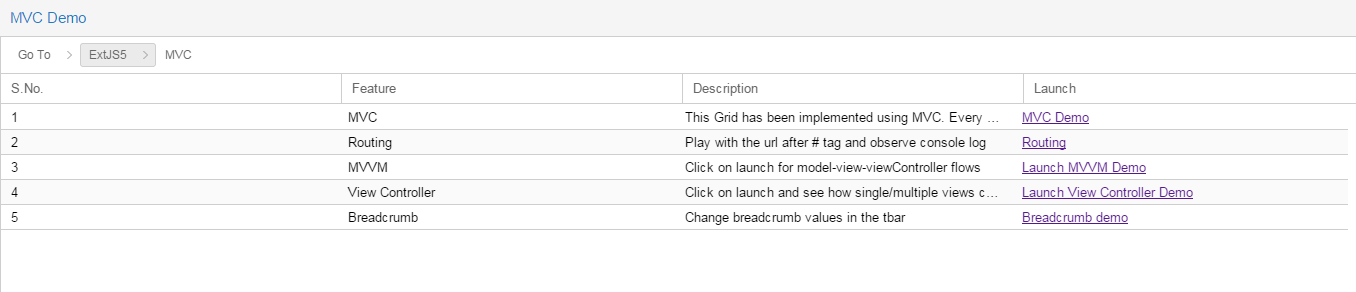 MVC Demo
Go To ExtJS5 MVC
S.No. Feature Description Launch
1 MVC This Grid has been implemented using MVC. Every ... MVC Demo
2 Routing Play with the url after # tag and observe console log Routing
3 MVVM Click on launch for model-view-viewController flows Launch MVVM Demo
4 View Controller Click on launch and see how single/multiple views c... Launch View Controller Demo
5 Breadcrumb Change breadcrumb values in the tbar Breadcrumb demo